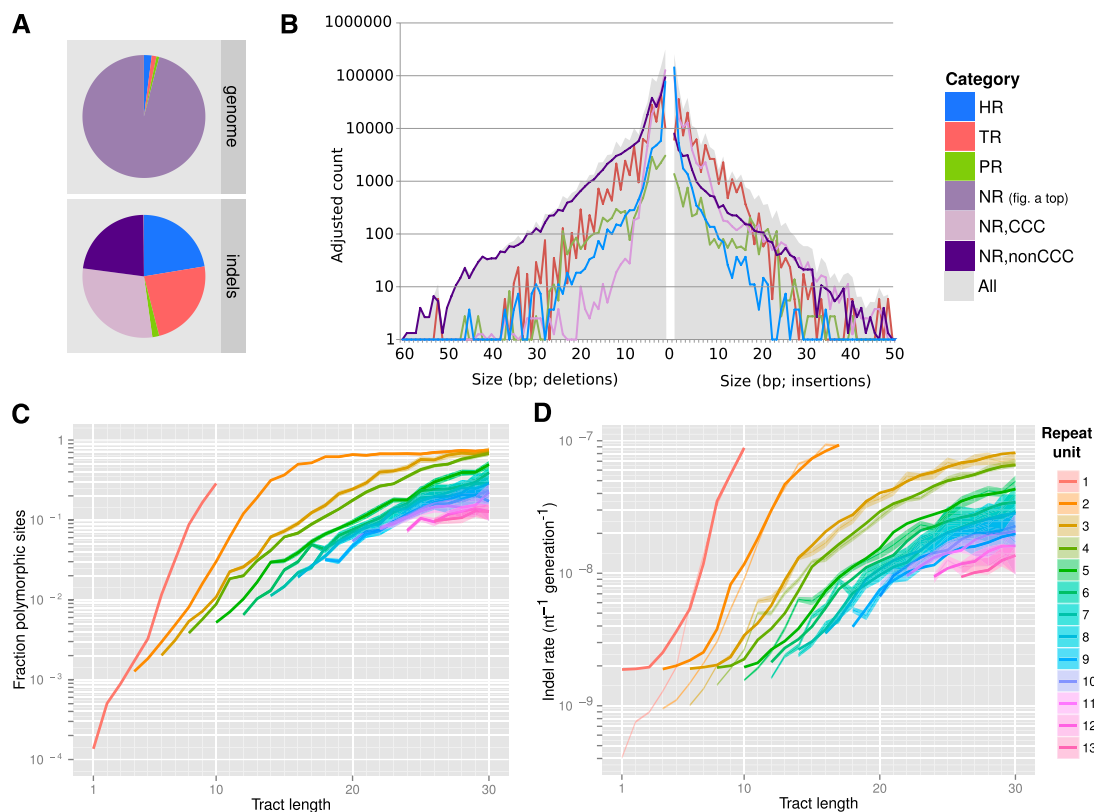 A
genome
indels
B
1000000
100000
10000
1000
100
10
1
Adjusted count
60 50 40 30 20 10 0 10 20 30 40 50
Size (bp; deletions) Size (bp; insertions)
Category
HR
TR
PR
NR (fig. a top)
NR,CCC
NR,nonCCC
All
C
1
10 −1
10 −2
10 −3
10 −4
Fraction polymorphic sites
1 10 20 30
Tract length
D
10 −7
10 −8
10 −9
Indel rate (nt-1 generation-1)
1 10 20 30
Tract length
Repeat
unit
1
2
3
4
5
6
7
8
9
10
11
12
13